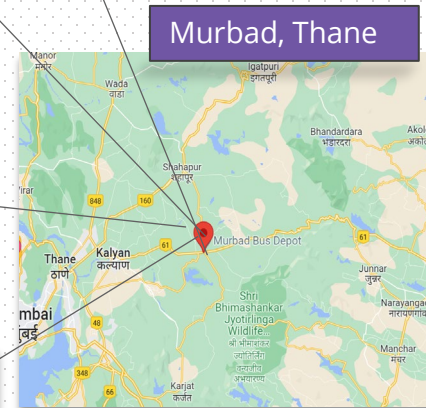 Murbad, Thane
Manor
मनोर
Igatpuri
इगतपुरी
Wada
वाडा
Bhandardara
भंडारदरा
Shahapur
शहापूर
848
160
Murbad Bus Depot
61
61
Thane
ठाणे
Kalyan
कल्याण
Junnar
जुन्नर
Shri
Bhimashankar
Jyotirlinga
Wildlife...
श्री भीमाशंकर
ज्योतिर्लिंग
वन्यजीव
अभयारण्य
48
Manchar
मंचर
348
66
Karjat
कर्जत